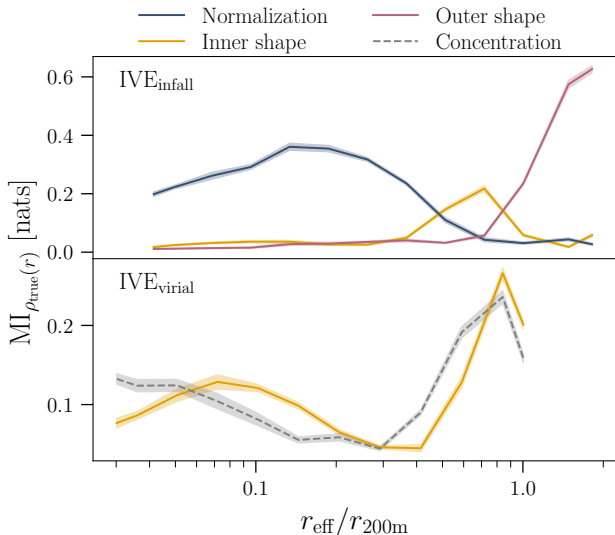 Normalization Outer shape
Inner shape Concentration
IVE_infall
0.6
0.4
0.2
0.0
IVE_virial
0.2
0.1
MI_ρ_true(r) [nats]
0.1 1.0
r_eff/r_200m